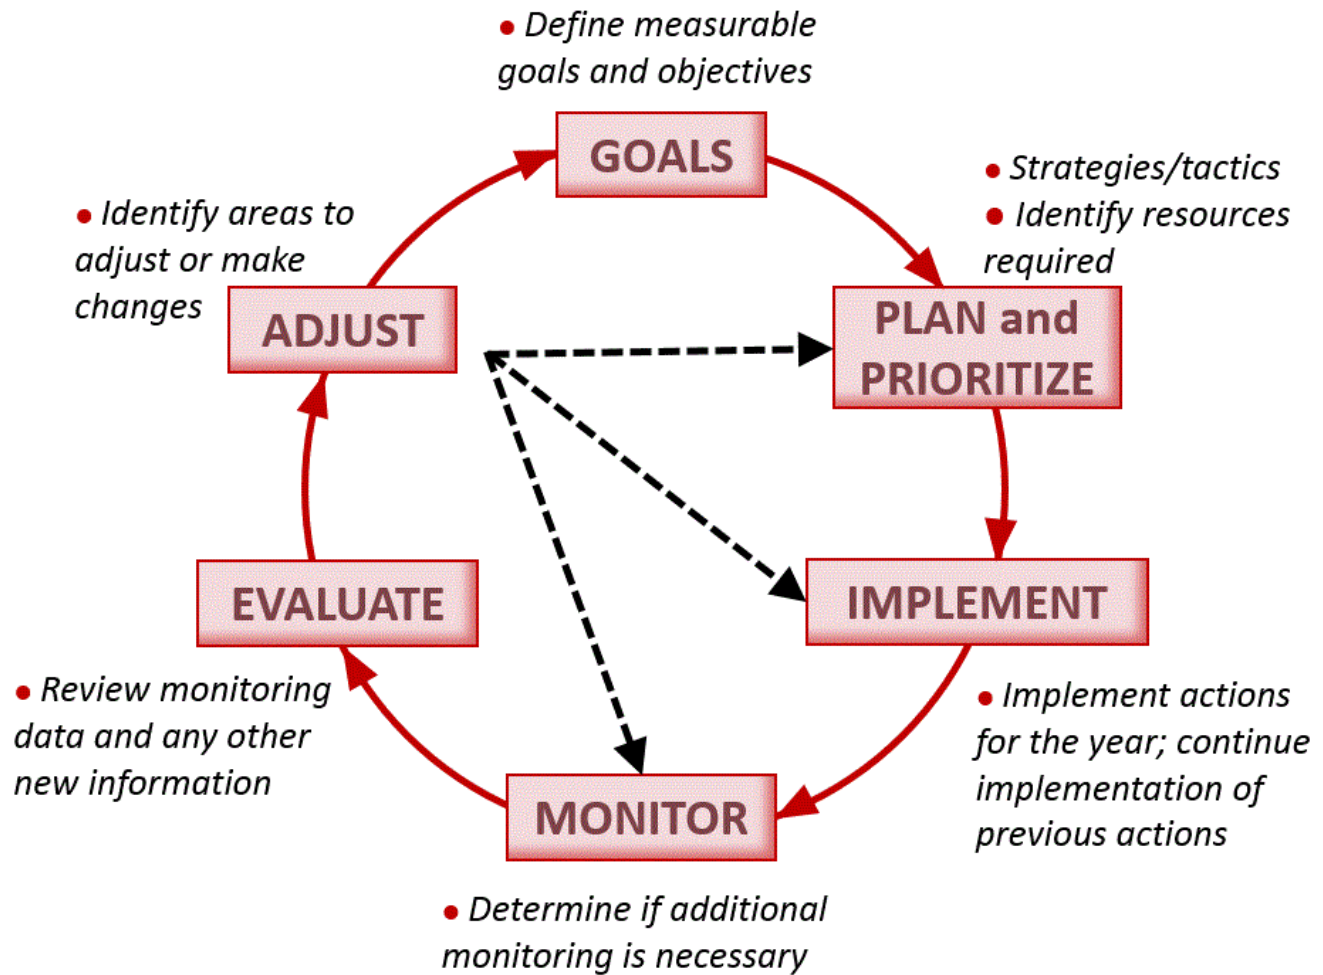 • Define measurable
goals and objectives
GOALS
• Strategies/tactics
• Identify resources
required
PLAN and
PRIORITIZE
IMPLEMENT
• Implement actions
for the year; continue
implementation of
previous actions
MONITOR
• Determine if additional
monitoring is necessary
EVALUATE
• Review monitoring
data and any other
new information
ADJUST
• Identify areas to
adjust or make
changes